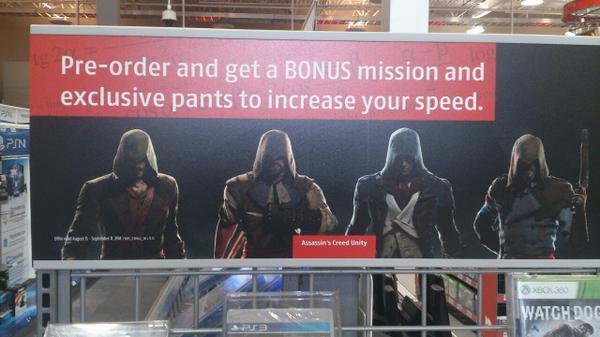 Pre-order and get a BONUS mission and
exclusive pants to increase your speed.
Assassin's Creed Unity
PSN
PS3
XBOX 360
WATCH DOG